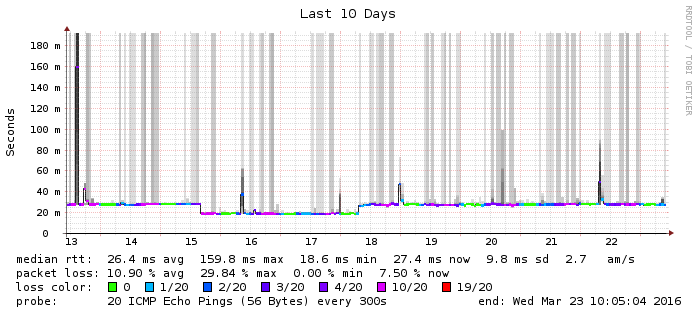 Last 10 Days
RRDTOOL / TOBI OETIKER
Seconds
180 m
160 m
140 m
120 m
100 m
80 m
60 m
40 m
20 m
0
13 14 15 16 17 18 19 20 21 22
median rtt: 26.4 ms avg 159.8 ms max 18.6 ms min 27.4 ms now 9.8 ms sd 2.7 am/s
packet loss: 10.90 % avg 29.84 % max 0.00 % min 7.50 % now
loss color: 0 1/20 2/20 3/20 4/20 10/20 19/20
probe: 20 ICMP Echo Pings (56 Bytes) every 300s end: Wed Mar 23 10:05:04 2016